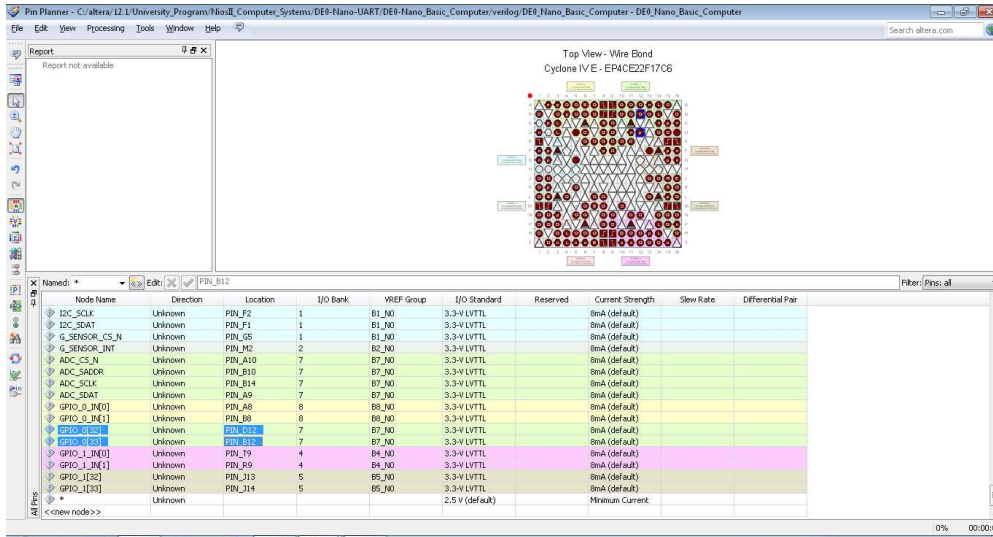 Pin Planner - C:/altera/12.1/University_Program/NiosII_Computer_Systems/DE0-Nano-UART/DE0-Nano_Basic_Computer/verilog/DE0_Nano_Basic_Computer - DE0_Nano_Basic_Computer
File Edit View Processing Tools Window Help
Search altera.com
Report
Report not available
Top View - Wire Bond
Cyclone IV E - EP4CE22F17C6
Named: * Edit: PIN_B12 Filter: Pins: all
Node Name Direction Location I/O Bank VREF Group I/O Standard Reserved Current Strength Slew Rate Differential Pair
I2C_SCLK Unknown PIN_F2 1 B1_N0 3.3-V LVTTL 8mA (default)
I2C_SDAT Unknown PIN_F1 1 B1_N0 3.3-V LVTTL 8mA (default)
G_SENSOR_CS_N Unknown PIN_G5 1 B1_N0 3.3-V LVTTL 8mA (default)
G_SENSOR_INT Unknown PIN_M2 2 B2_N0 3.3-V LVTTL 8mA (default)
ADC_CS_N Unknown PIN_A10 7 B7_N0 3.3-V LVTTL 8mA (default)
ADC_SADDR Unknown PIN_B10 7 B7_N0 3.3-V LVTTL 8mA (default)
ADC_SCLK Unknown PIN_B14 7 B7_N0 3.3-V LVTTL 8mA (default)
ADC_SDAT Unknown PIN_A9 7 B7_N0 3.3-V LVTTL 8mA (default)
GPIO_0_IN[0] Unknown PIN_A8 8 B8_N0 3.3-V LVTTL 8mA (default)
GPIO_0_IN[1] Unknown PIN_B8 8 B8_N0 3.3-V LVTTL 8mA (default)
GPIO_0[32] Unknown PIN_D12 7 B7_N0 3.3-V LVTTL 8mA (default)
GPIO_0[33] Unknown PIN_B12 7 B7_N0 3.3-V LVTTL 8mA (default)
GPIO_1_IN[0] Unknown PIN_T9 4 B4_N0 3.3-V LVTTL 8mA (default)
GPIO_1_IN[1] Unknown PIN_R9 4 B4_N0 3.3-V LVTTL 8mA (default)
GPIO_1[32] Unknown PIN_J13 5 B5_N0 3.3-V LVTTL 8mA (default)
GPIO_1[33] Unknown PIN_J14 5 B5_N0 3.3-V LVTTL 8mA (default)
* Unknown 2.5 V (default) Minimum Current
<<new node>>
All Pins
0% 00:00: